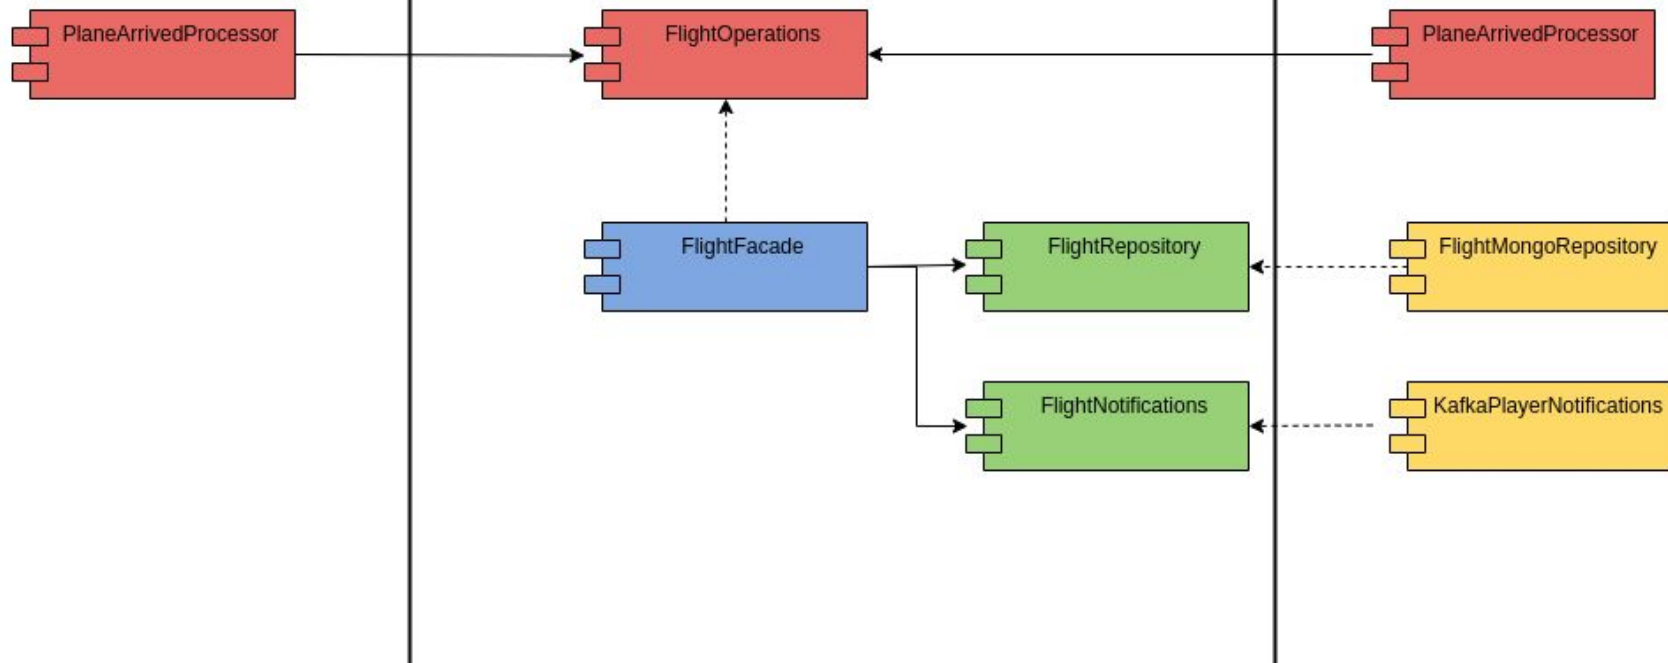 PlaneArrivedProcessor
FlightOperations
PlaneArrivedProcessor
FlightFacade
FlightRepository
FlightMongoRepository
FlightNotifications
KafkaPlayerNotifications